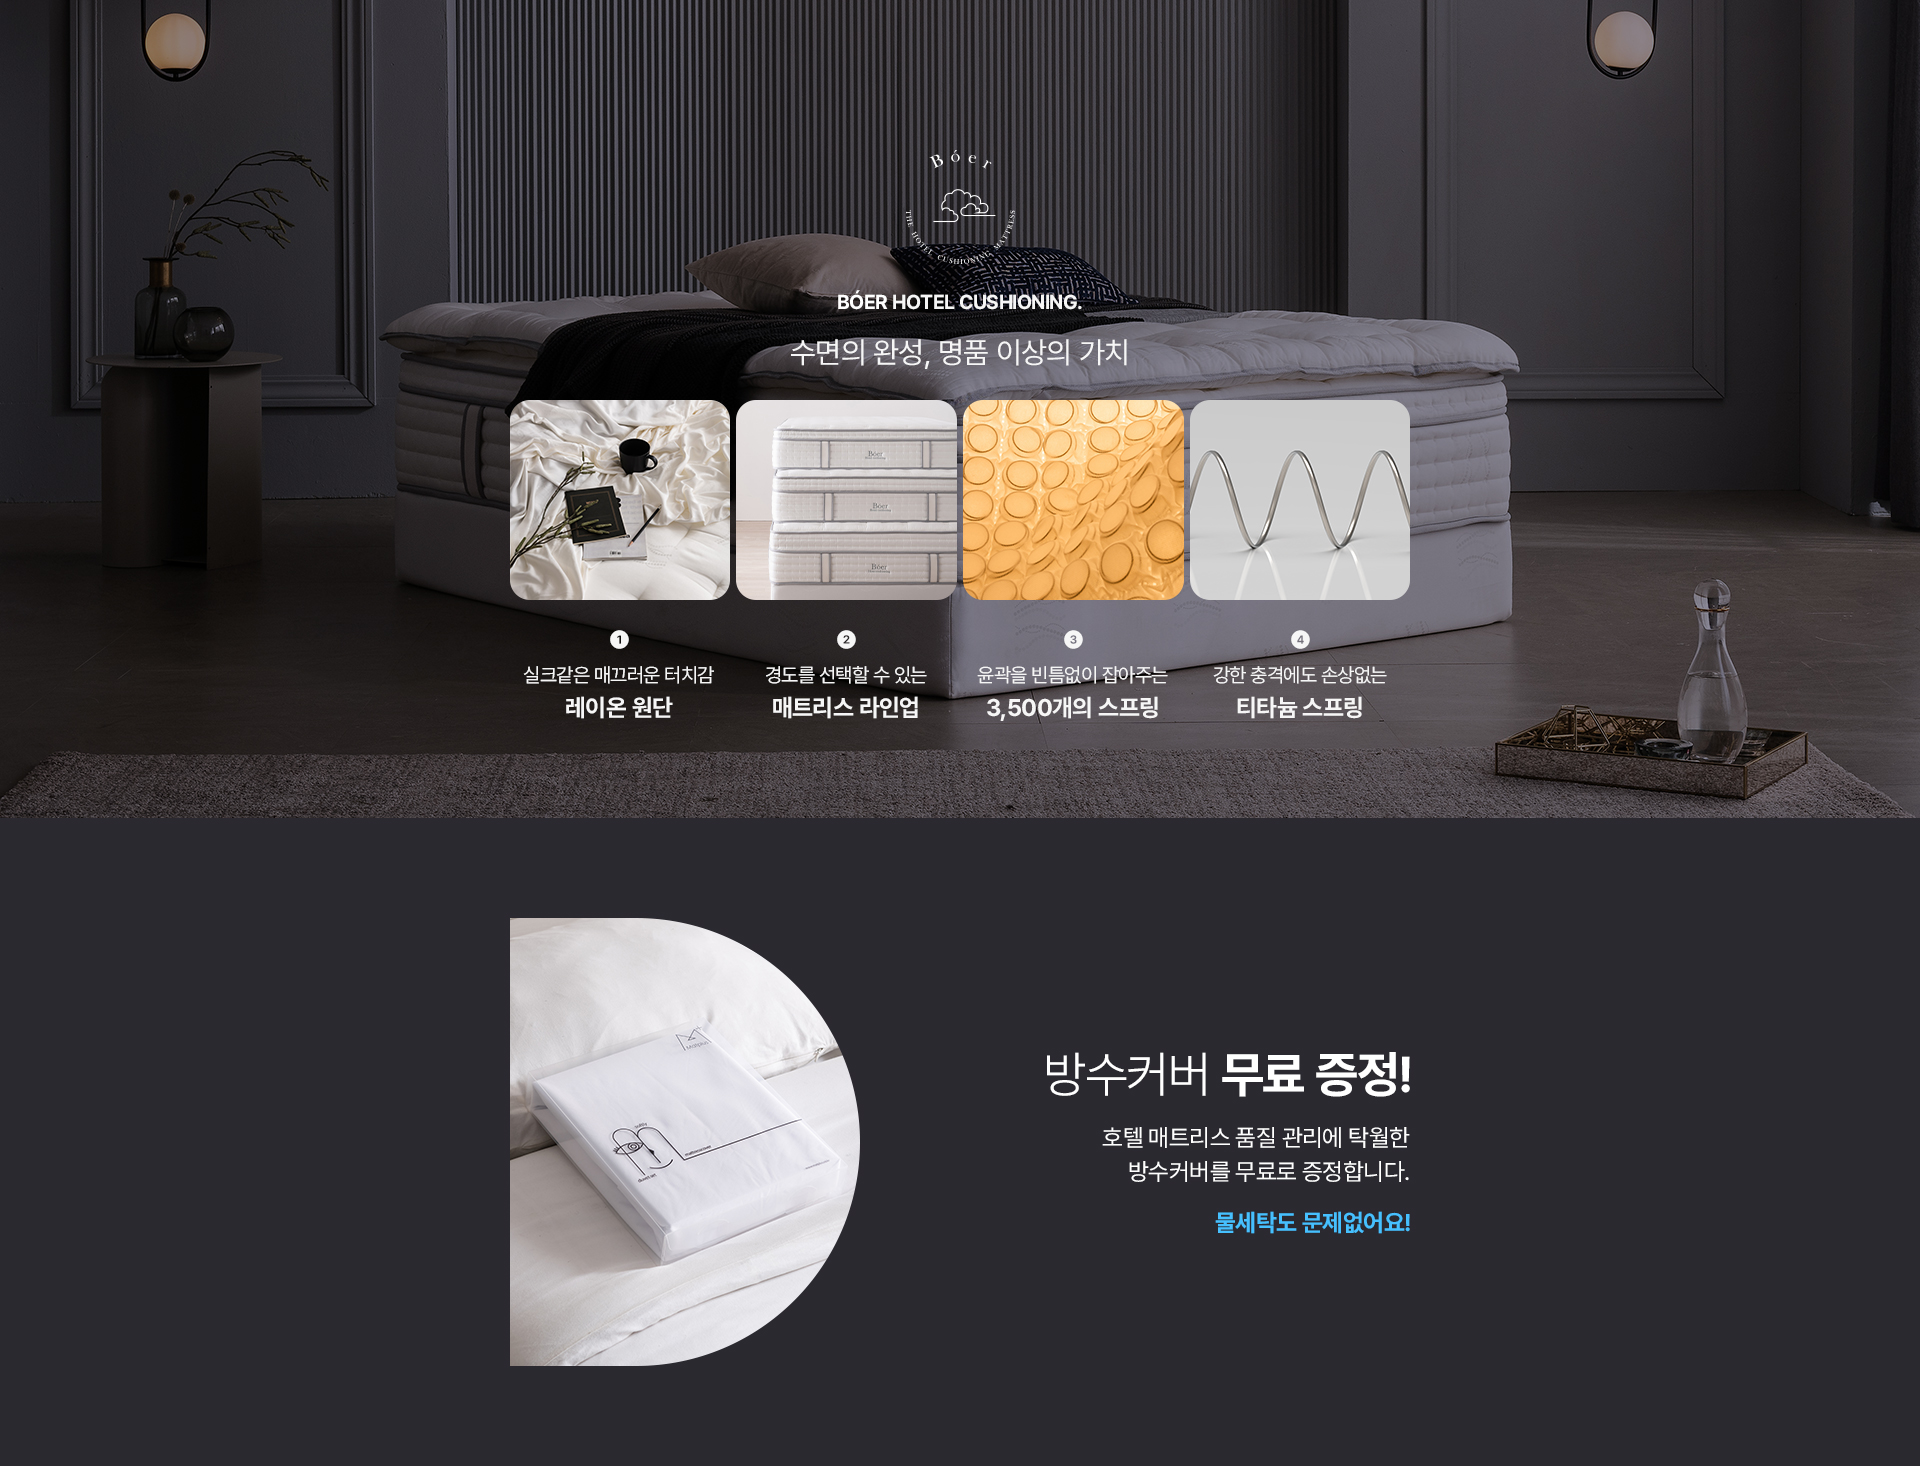 Bóer
THE HOTEL CUSHIONING MATTRESS
BÓER HOTEL CUSHIONING.
수면의 완성, 명품 이상의 가치
Bóer
Bóer
Bóer
1
2
3
4
실크같은 매끄러운 터치감
경도를 선택할 수 있는
윤곽을 빈틈없이 잡아주는
강한 충격에도 손상없는
레이온 원단
매트리스 라인업
3,500개의 스프링
티타늄 스프링
방수커버 무료 증정!
호텔 매트리스 품질 관리에 탁월한
방수커버를 무료로 증정합니다.
물세탁도 문제없어요!